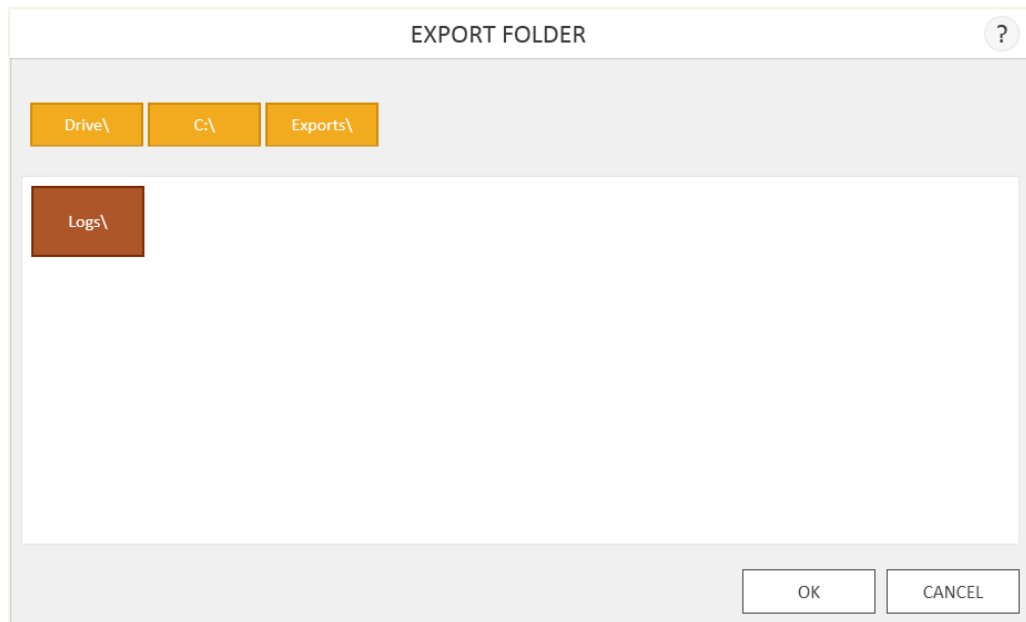 EXPORT FOLDER
?
Drive\ C:\ Exports\
Logs\
OK CANCEL